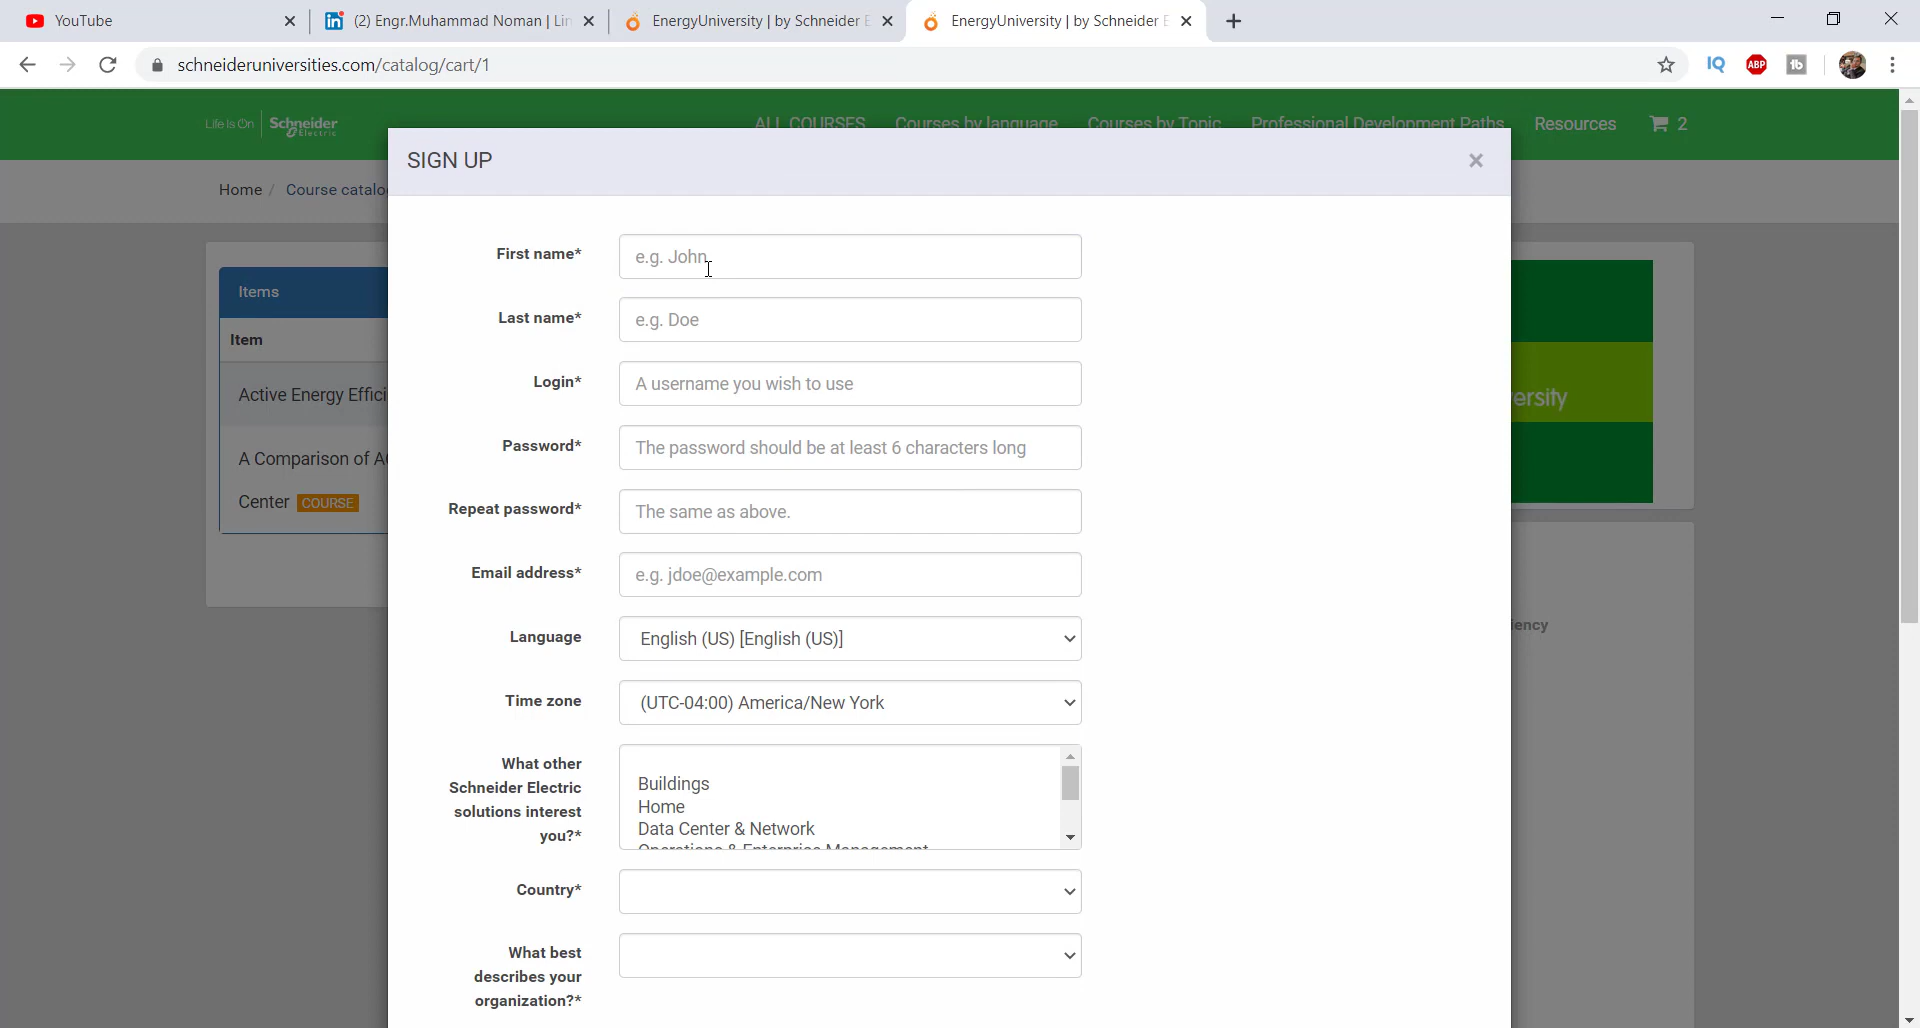 YouTube
(2) Engr.Muhammad Noman | Lin
EnergyUniversity | by Schneider E
EnergyUniversity | by Schneider E
schneideruniversities.com/catalog/cart/1
IQ
ABP
Life Is On | Schneider Electric
ALL COURSES Courses by language Courses by Topic Professional Development Paths Resources 2
SIGN UP
Home / Course catalo
First name*
e.g. John
Items
Last name*
e.g. Doe
Item
Login*
A username you wish to use
Active Energy Effici
ersity
Password*
The password should be at least 6 characters long
A Comparison of A
Center COURSE
Repeat password*
The same as above.
Email address*
e.g. jdoe@example.com
Language
English (US) [English (US)]
iency
Time zone
(UTC-04:00) America/New York
What other
Schneider Electric
solutions interest
you?*
Buildings
Home
Data Center & Network
Operations & Enterprise Management
Country*
What best
describes your
organization?*